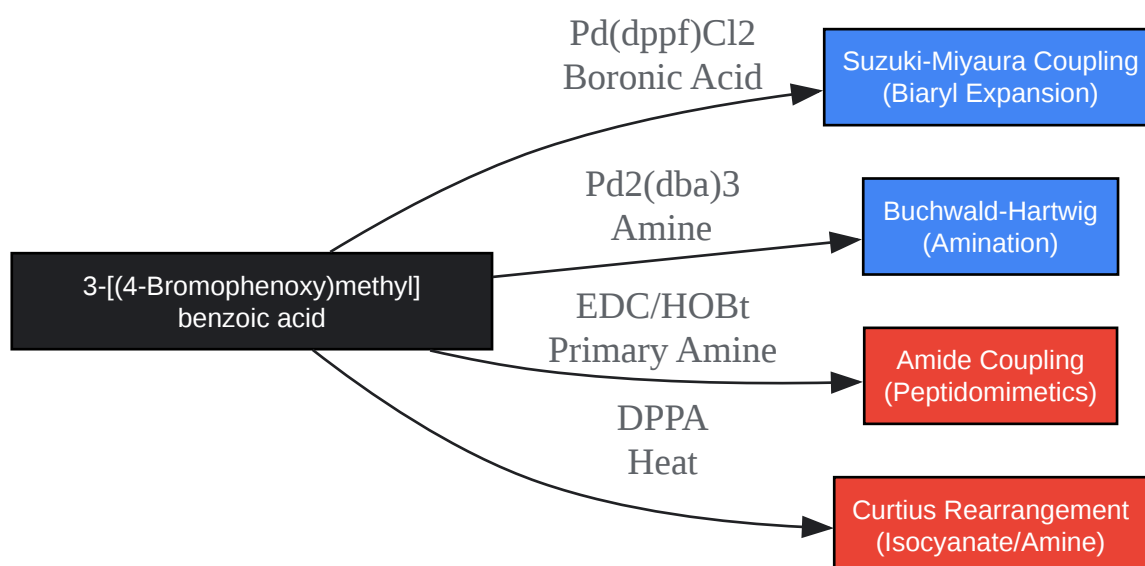 Pd(dppf)Cl2
Boronic Acid
Suzuki-Miyaura Coupling
(Biaryl Expansion)
Pd2(dba)3
Amine
Buchwald-Hartwig
(Amination)
3-[(4-Bromophenoxy)methyl]
benzoic acid
EDC/HOBt
Primary Amine
Amide Coupling
(Peptidomimetics)
DPPA
Heat
Curtius Rearrangement
(Isocyanate/Amine)